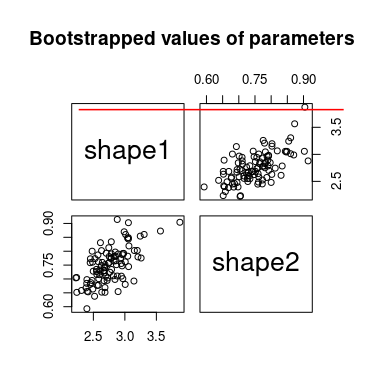 Bootstrapped values of parameters
0.60 0.75 0.90
shape1
2.5 3.5
0.60 0.75 0.90
shape2
2.5 3.0 3.5